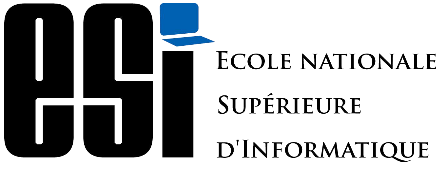 esi
Ecole nationale
Supérieure
d'Informatique